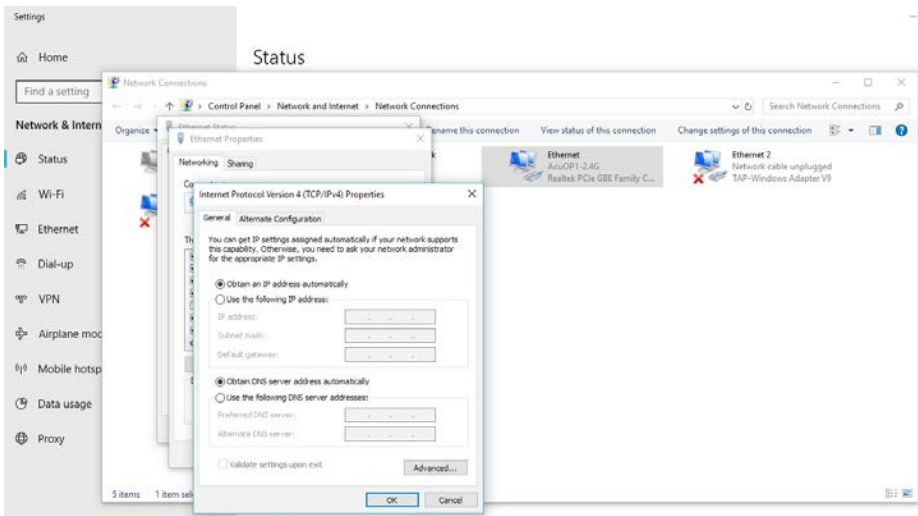 Settings
Home
Find a setting
Network & Intern
Status
Wi-Fi
Ethernet
Dial-up
VPN
Airplane mod
Mobile hotsp
Data usage
Proxy
Status
Network Connections
Control Panel > Network and Internet > Network Connections
Search Network Connections
Organize
Rename this connection
View status of this connection
Change settings of this connection
Ethernet
AcuOP1-2.4G
Realtek PCIe GBE Family C...
Ethernet 2
Network cable unplugged
TAP-Windows Adapter V9
5 items
1 item sel
Ethernet Status
Ethernet Properties
Networking
Sharing
Co
Th
Internet Protocol Version 4 (TCP/IPv4) Properties
General
Alternate Configuration
You can get IP settings assigned automatically if your network supports
this capability. Otherwise, you need to ask your network administrator
for the appropriate IP settings.
Obtain an IP address automatically
Use the following IP address:
IP address:
Subnet mask:
Default gateway:
Obtain DNS server address automatically
Use the following DNS server addresses:
Preferred DNS server:
Alternate DNS server:
Validate settings upon exit
Advanced...
OK
Cancel